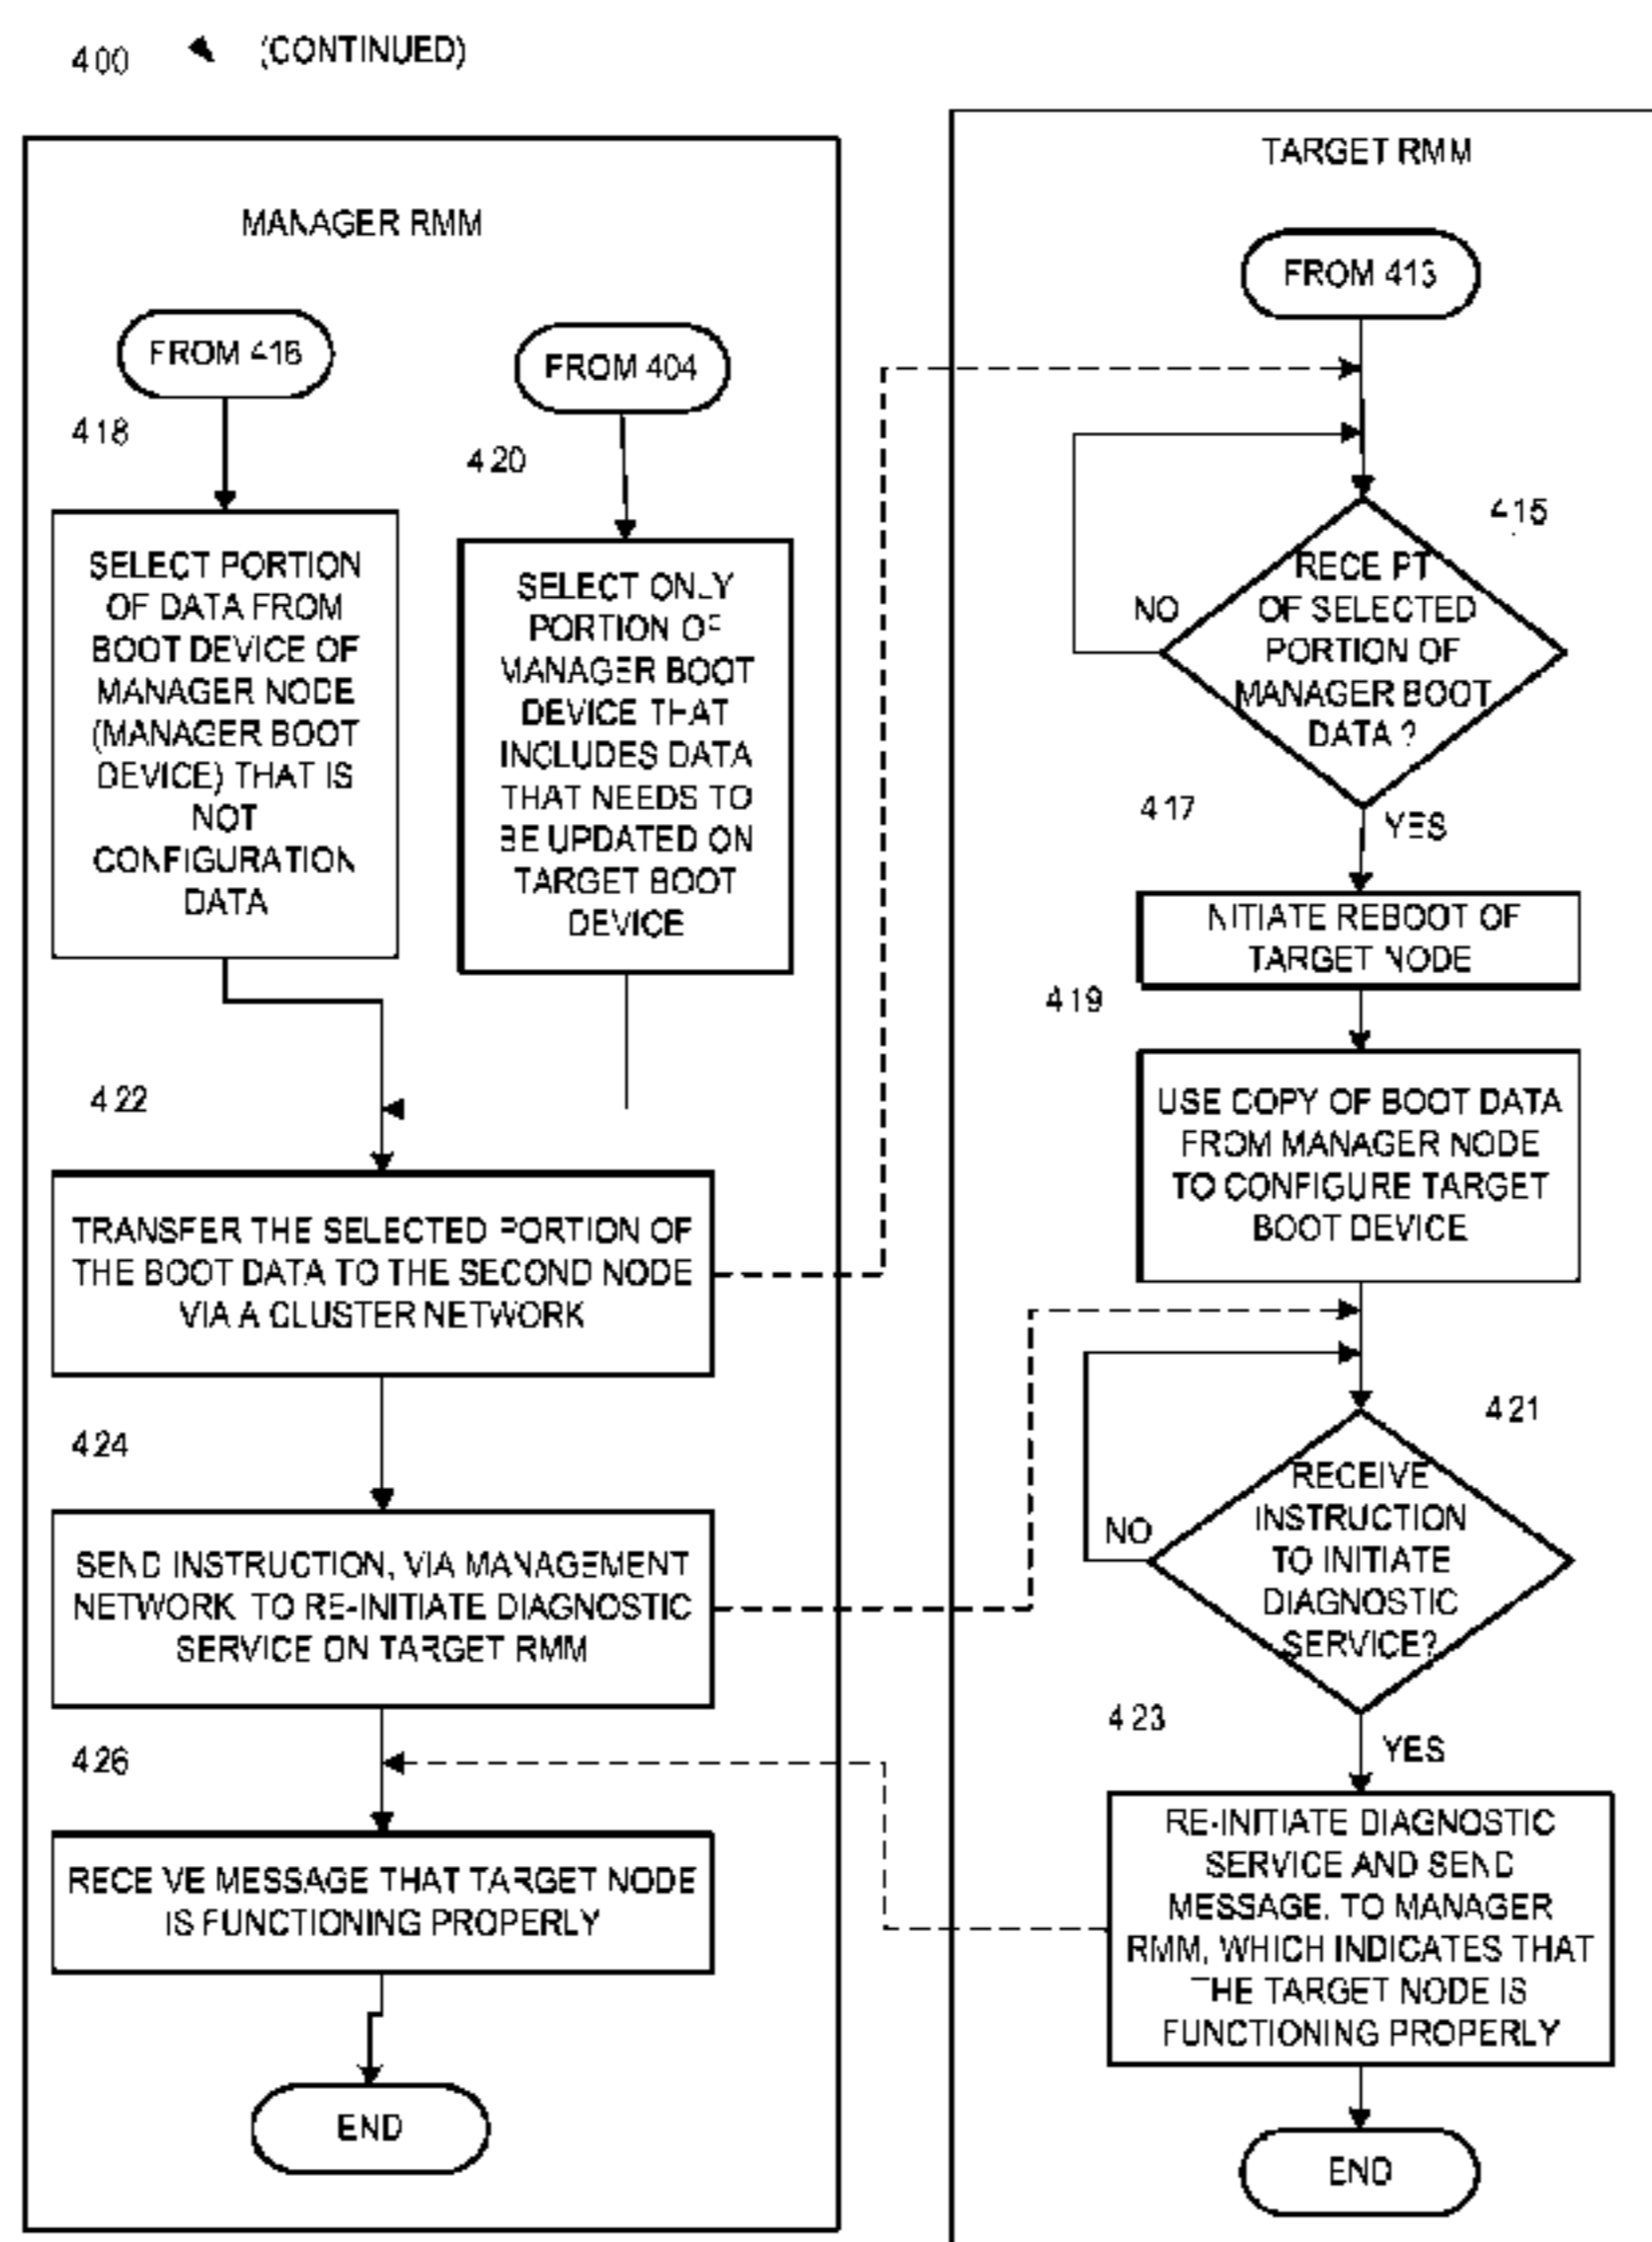 400 (CONTINUED)
MANAGER RMM
FROM 416
FROM 404
418
420
SELECT PORTION
OF DATA FROM
BOOT DEVICE OF
MANAGER NODE
(MANAGER BOOT
DEVICE) THAT IS
NOT
CONFIGURATION
DATA
SELECT ONLY
PORTION OF
MANAGER BOOT
DEVICE THAT
INCLUDES DATA
THAT NEEDS TO
BE UPDATED ON
TARGET BOOT
DEVICE
422
TRANSFER THE SELECTED PORTION OF
THE BOOT DATA TO THE SECOND NODE
VIA A CLUSTER NETWORK
424
SEND INSTRUCTION, VIA MANAGEMENT
NETWORK TO RE-INITIATE DIAGNOSTIC
SERVICE ON TARGET RMM
426
RECEIVE MESSAGE THAT TARGET NODE
IS FUNCTIONING PROPERLY
END
TARGET RMM
FROM 413
415
RECEIPT
OF SELECTED
PORTION OF
MANAGER BOOT
DATA ?
NO
YES
417
INITIATE REBOOT OF
TARGET NODE
419
USE COPY OF BOOT DATA
FROM MANAGER NODE
TO CONFIGURE TARGET
BOOT DEVICE
421
RECEIVE
INSTRUCTION
TO INITIATE
DIAGNOSTIC
SERVICE?
NO
YES
423
RE-INITIATE DIAGNOSTIC
SERVICE AND SEND
MESSAGE, TO MANAGER
RMM, WHICH INDICATES THAT
THE TARGET NODE IS
FUNCTIONING PROPERLY
END